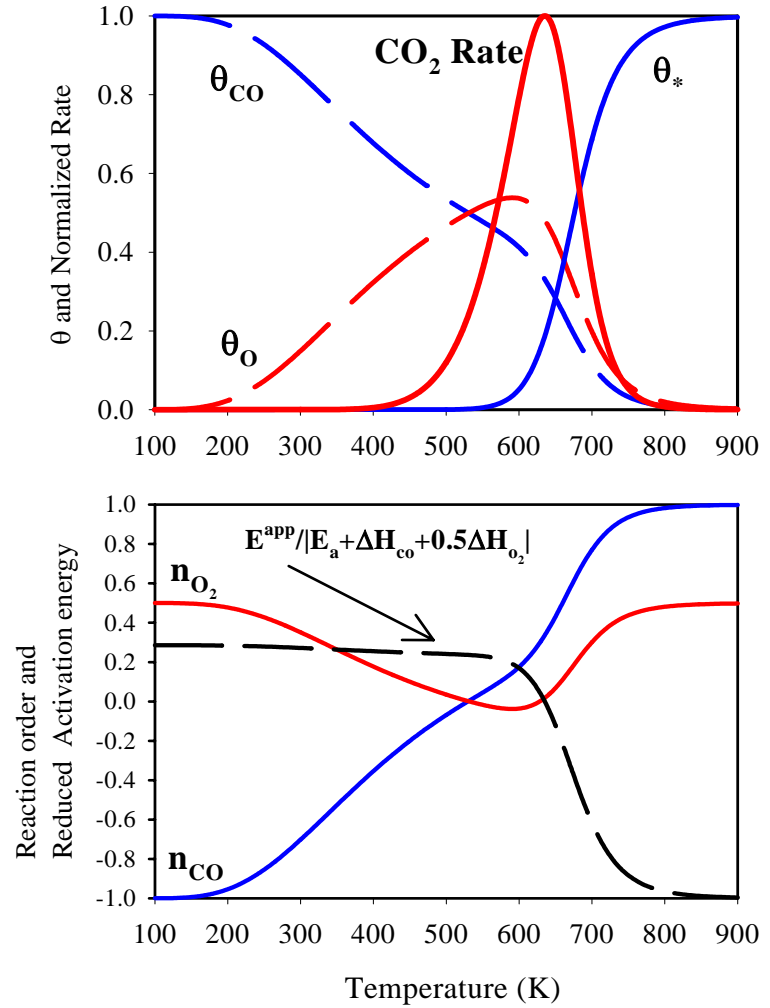 1.0
0.8
0.6
0.4
0.2
0.0
θ and Normalized Rate
θCO
CO2 Rate
θ*
θO
100 200 300 400 500 600 700 800 900
1.0
0.8
0.6
0.4
0.2
0.0
-0.2
-0.4
-0.6
-0.8
-1.0
Reaction order and
Reduced Activation energy
E^app/|Ea+ΔHco+0.5ΔHo2|
nO2
nCO
100 200 300 400 500 600 700 800 900
Temperature (K)